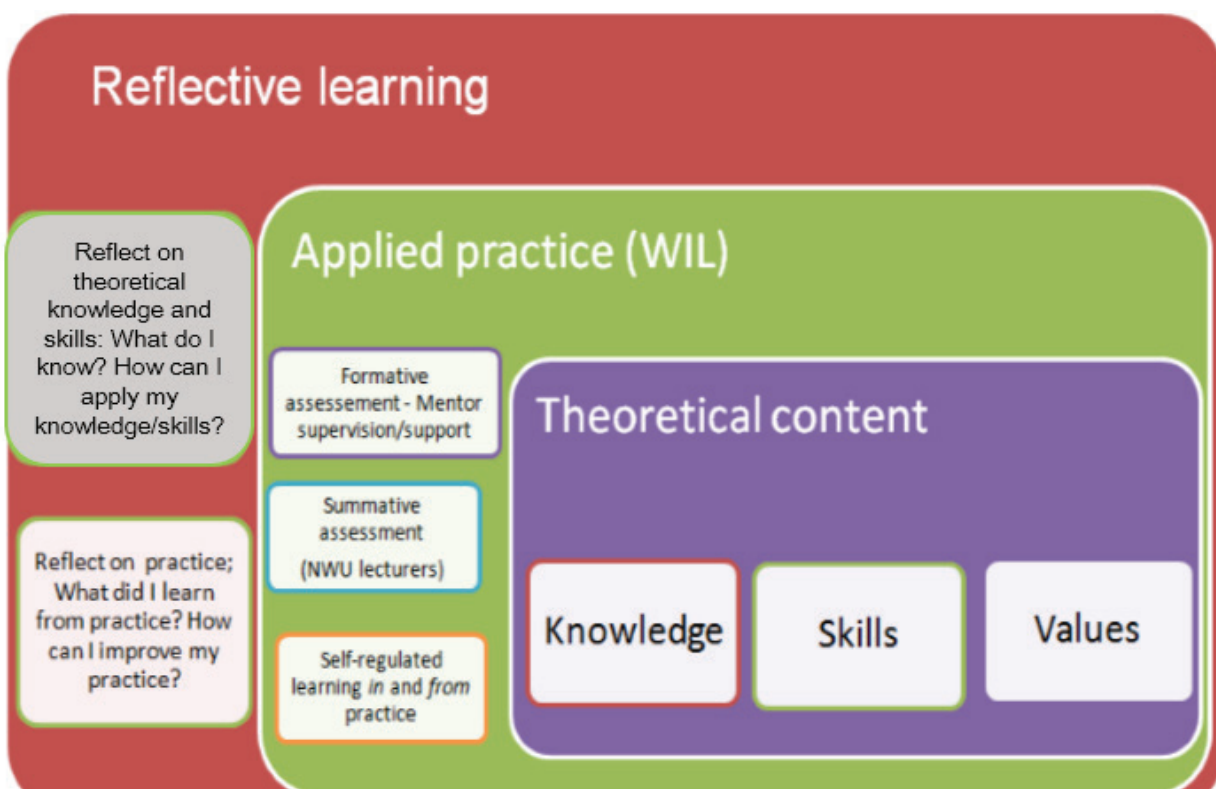 Reflective learning
Reflect on
theoretical
knowledge and
skills: What do I
know? How can I
apply my
knowledge/skills?
Reflect on practice;
What did I learn
from practice? How
can I improve my
practice?
Applied practice (WIL)
Formative
assessement - Mentor
supervision/support
Summative
assessment
(NWU lecturers)
Self-regulated
learning in and from
practice
Theoretical content
Knowledge
Skills
Values